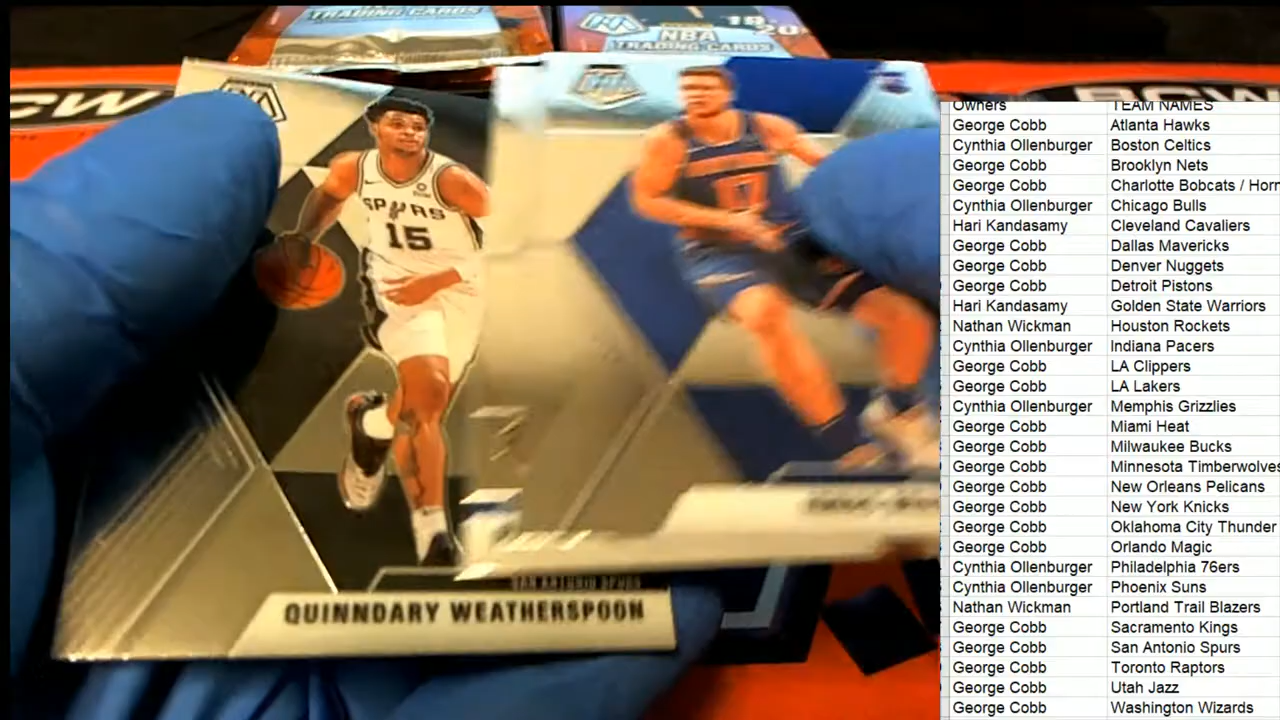 NBA
TRADING CARDS
19-20
TRADING CARDS
CW
BCW
SPURS
15
17
SAN ANTONIO SPURS
QUINNDARY WEATHERSPOON
Owners TEAM NAMES
George Cobb Atlanta Hawks
Cynthia Ollenburger Boston Celtics
George Cobb Brooklyn Nets
George Cobb Charlotte Bobcats / Horn
Cynthia Ollenburger Chicago Bulls
Hari Kandasamy Cleveland Cavaliers
George Cobb Dallas Mavericks
George Cobb Denver Nuggets
George Cobb Detroit Pistons
Hari Kandasamy Golden State Warriors
Nathan Wickman Houston Rockets
Cynthia Ollenburger Indiana Pacers
George Cobb LA Clippers
George Cobb LA Lakers
Cynthia Ollenburger Memphis Grizzlies
George Cobb Miami Heat
George Cobb Milwaukee Bucks
George Cobb Minnesota Timberwolves
George Cobb New Orleans Pelicans
George Cobb New York Knicks
George Cobb Oklahoma City Thunder
George Cobb Orlando Magic
Cynthia Ollenburger Philadelphia 76ers
Cynthia Ollenburger Phoenix Suns
Nathan Wickman Portland Trail Blazers
George Cobb Sacramento Kings
George Cobb San Antonio Spurs
George Cobb Toronto Raptors
George Cobb Utah Jazz
George Cobb Washington Wizards